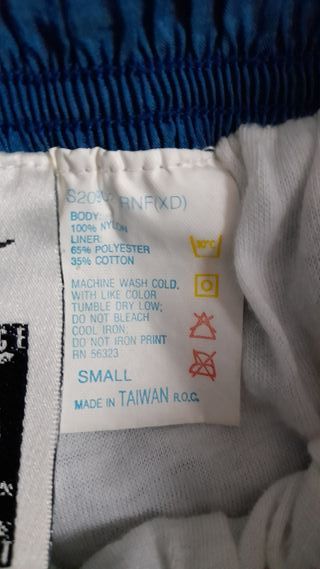 RNF(XD)
BODY:
100% NYLON
LINER:
65% POLYESTER
35% COTTON
MACHINE WASH COLD,
WITH LIKE COLOR
TUMBLE DRY LOW;
DO NOT BLEACH
COOL IRON.
DO NOT IRON PRINT
RN 56323
SMALL
MADE IN TAIWAN R.O.C.